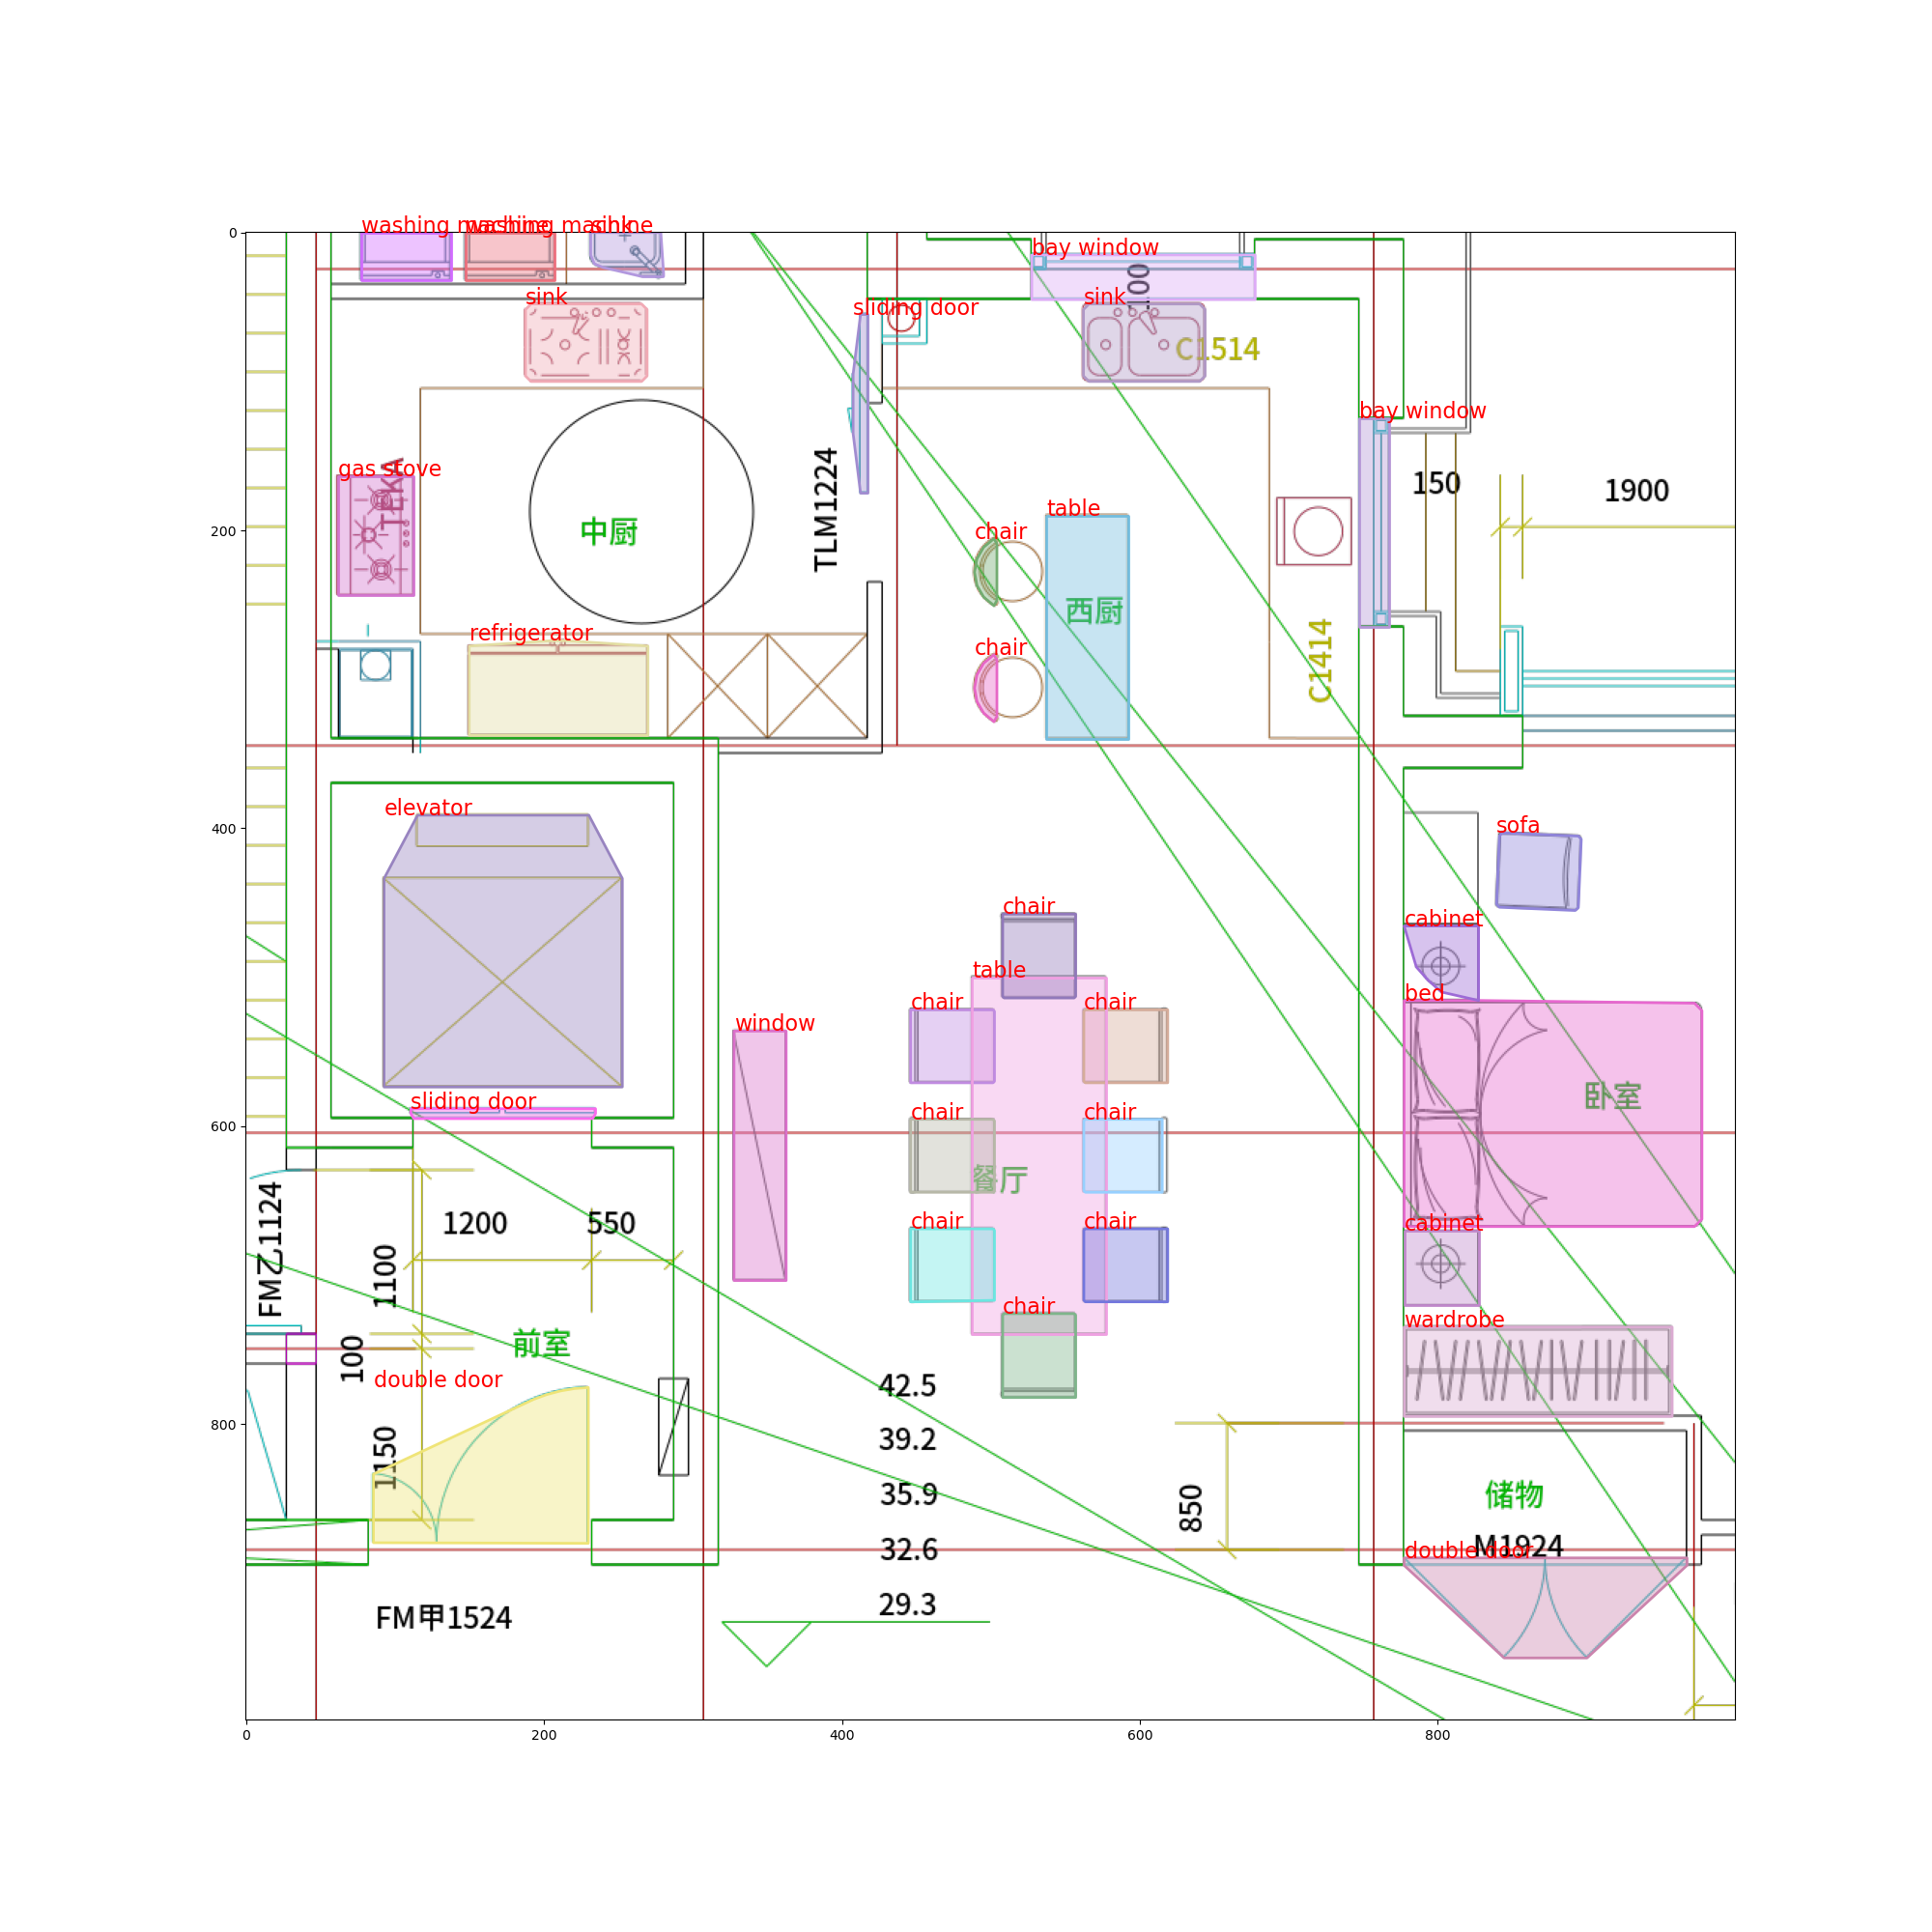 washing machine
washing machine
sink
bay window
100
sink
sliding door
sink
C1514
bay window
gas stove
TEKA
150
1900
TLM1224
table
中厨
chair
西厨
refrigerator
chair
C1414
elevator
sofa
chair
cabinet
table
bed
chair
chair
window
卧室
sliding door
chair
chair
餐厅
FM乙1124
1200
550
1100
chair
chair
cabinet
chair
前室
100
wardrobe
double door
42.5
39.2
1150
35.9
850
储物
M1924
double door
32.6
29.3
FM甲1524
0
200
400
600
800
0
200
400
600
800